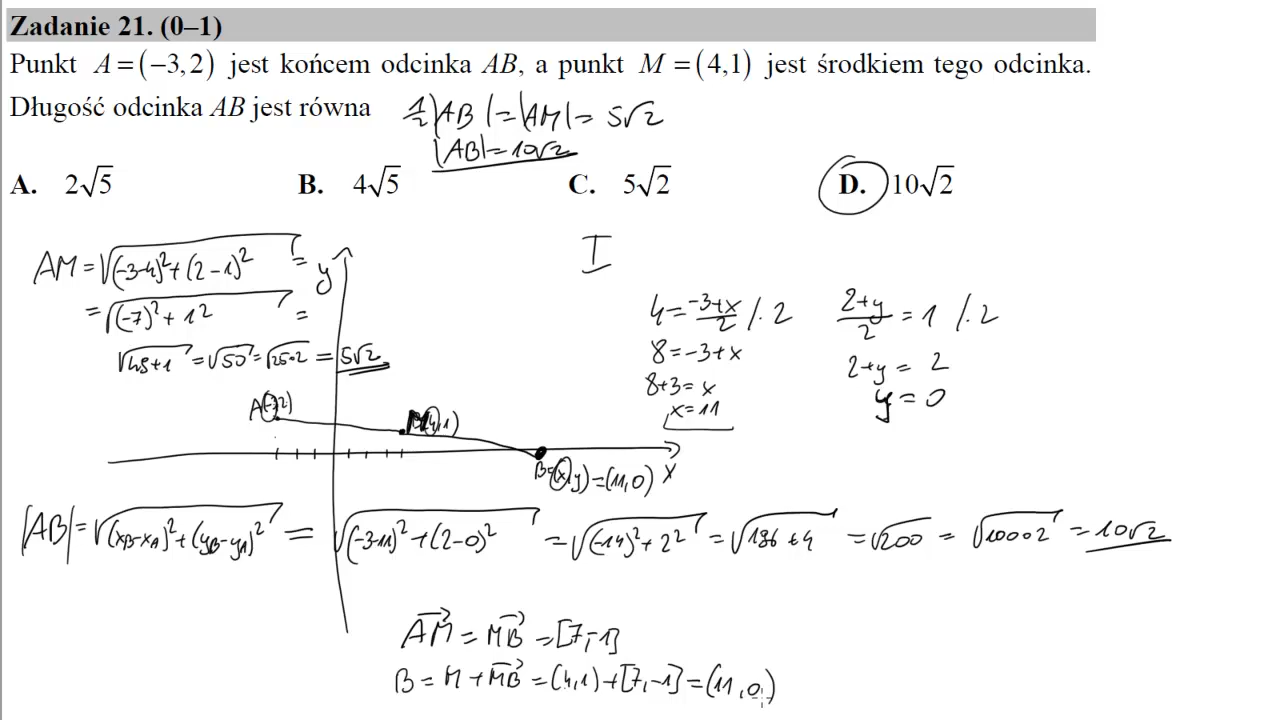 Zadanie 21. (0–1)
Punkt A = (−3,2) jest końcem odcinka AB, a punkt M = (4,1) jest środkiem tego odcinka.
Długość odcinka AB jest równa
½|AB| = |AM| = 5√2
|AB| = 10√2
A. 2√5 B. 4√5 C. 5√2 D. 10√2
AM = √(-3-4)² + (2-1)² =
= √(-7)² + 1² =
√49+1 = √50 = √25·2 = 5√2
y
I
4 = (-3+x)/2 /·2
8 = -3+x
8+3 = x
x = 11
(2+y)/2 = 1 /·2
2+y = 2
y = 0
A(-3,2)
M(4,1)
B=(x,y)=(11,0)
X
|AB| = √(xB-xA)² + (yB-yA)² = √(-3-11)² + (2-0)² = √(-14)² + 2² = √196+4 = √200 = √100·2 = 10√2
AM = MB = [7,-1]
B = M + MB = (4,1) + [7,-1] = (11,0)